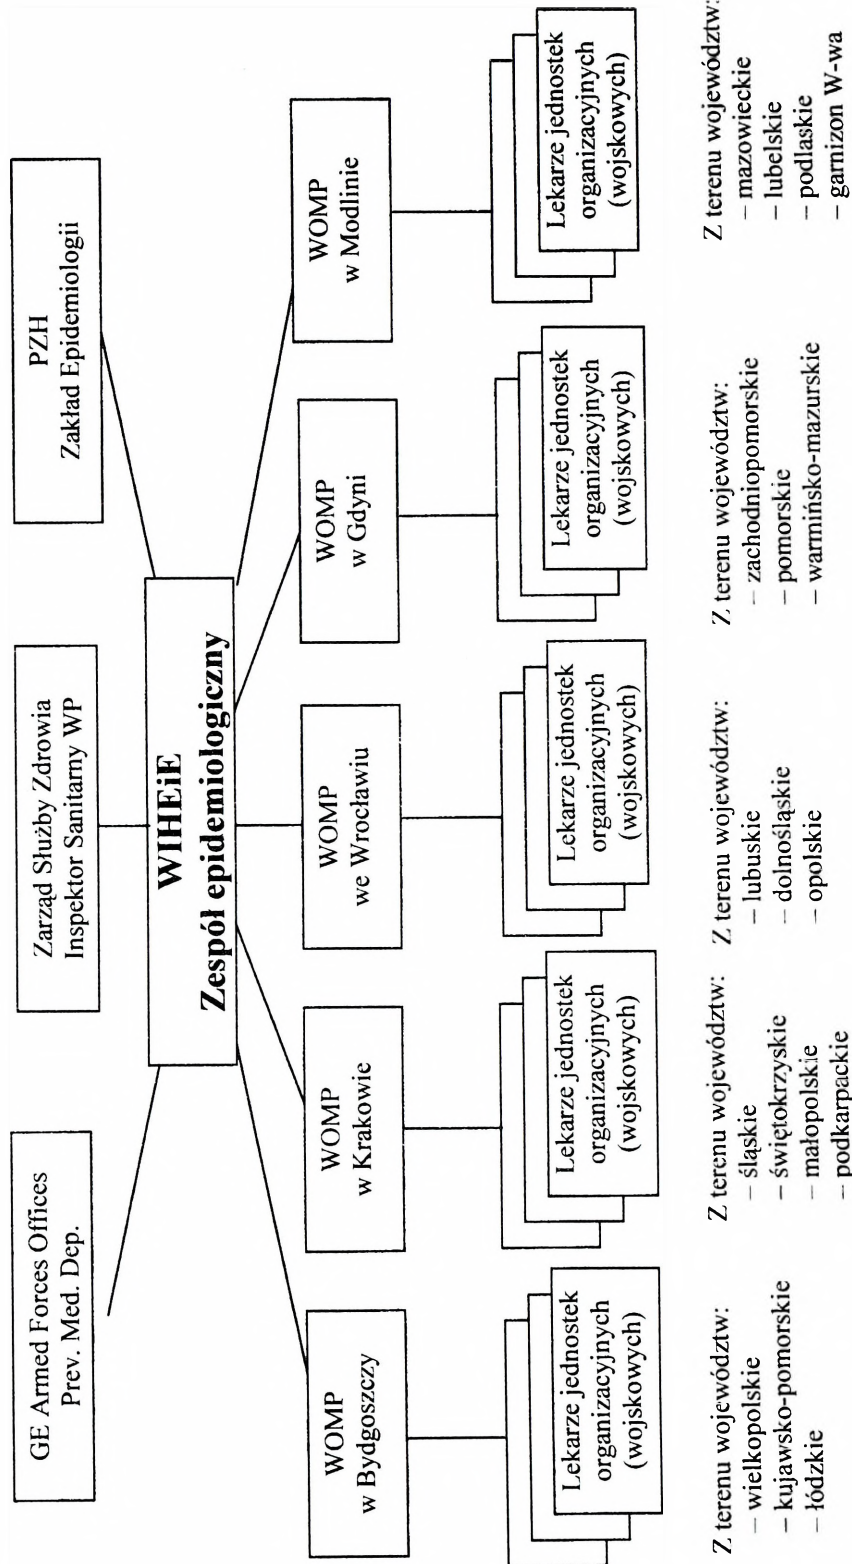 GE Armed Forces Offices
Prev. Med. Dep.
Zarząd Służby Zdrowia
Inspektor Sanitarny WP
PZH
Zakład Epidemiologii
WIHEiE
Zespół epidemiologiczny
WOMP
w Bydgoszczy
WOMP
w Krakowie
WOMP
we Wrocławiu
WOMP
w Gdyni
WOMP
w Modlinie
Lekarze jednostek
organizacyjnych
(wojskowych)
Lekarze jednostek
organizacyjnych
(wojskowych)
Lekarze jednostek
organizacyjnych
(wojskowych)
Lekarze jednostek
organizacyjnych
(wojskowych)
Lekarze jednostek
organizacyjnych
(wojskowych)
Z terenu województw:
– wielkopolskie
– kujawsko-pomorskie
– łódzkie
Z terenu województw:
– śląskie
– świętokrzyskie
– małopolskie
– podkarpackie
Z terenu województw:
– lubuskie
– dolnośląskie
– opolskie
Z terenu województw:
– zachodniopomorskie
– pomorskie
– warmińsko-mazurskie
Z terenu województw:
– mazowieckie
– lubelskie
– podlaskie
– garnizon W-wa